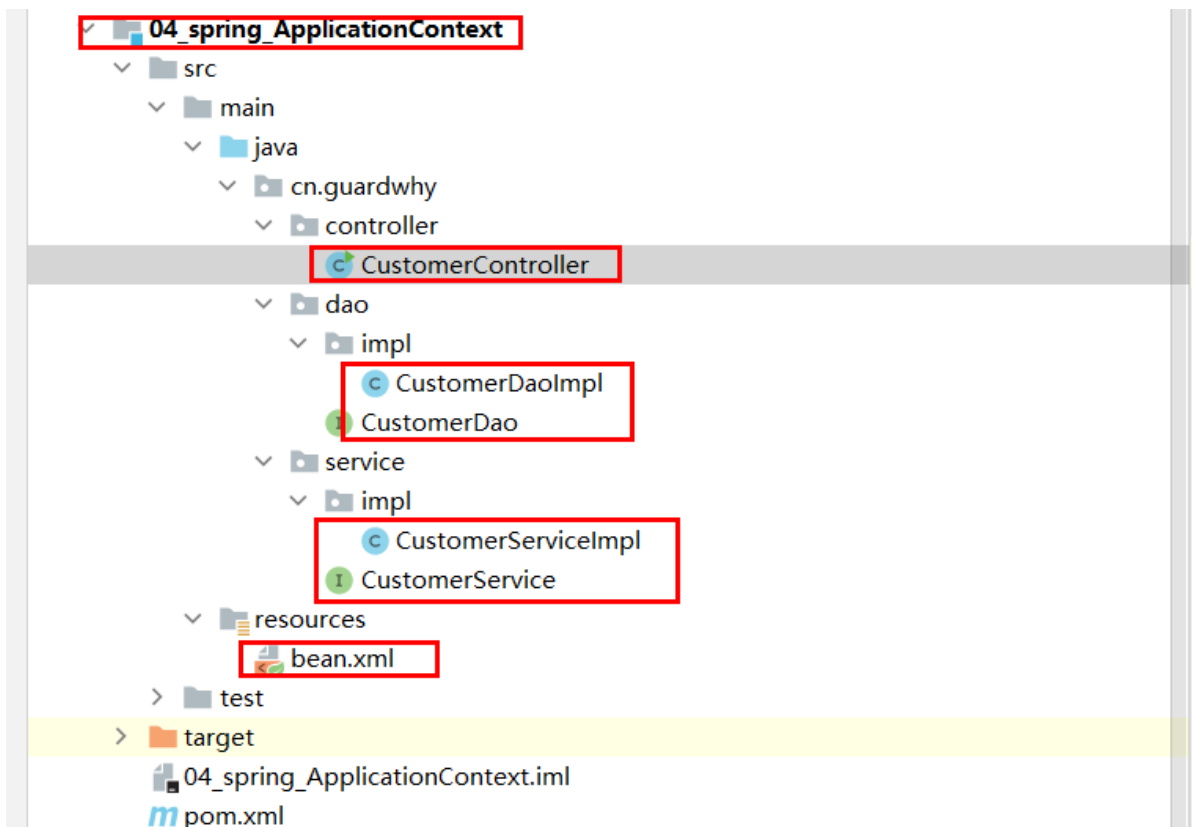 04_spring_ApplicationContext
src
main
java
cn.guardwhy
controller
C CustomerController
dao
impl
C CustomerDaoImpl
I CustomerDao
service
impl
C CustomerServiceImpl
I CustomerService
resources
bean.xml
test
target
04_spring_ApplicationContext.iml
m pom.xml